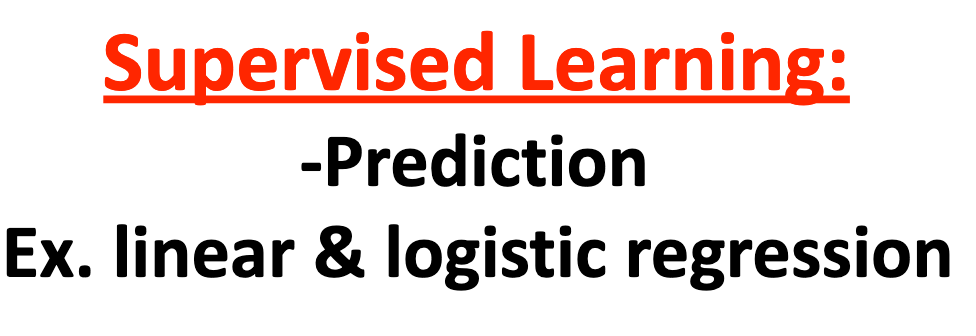 Supervised Learning:
-Prediction
Ex. linear & logistic regression